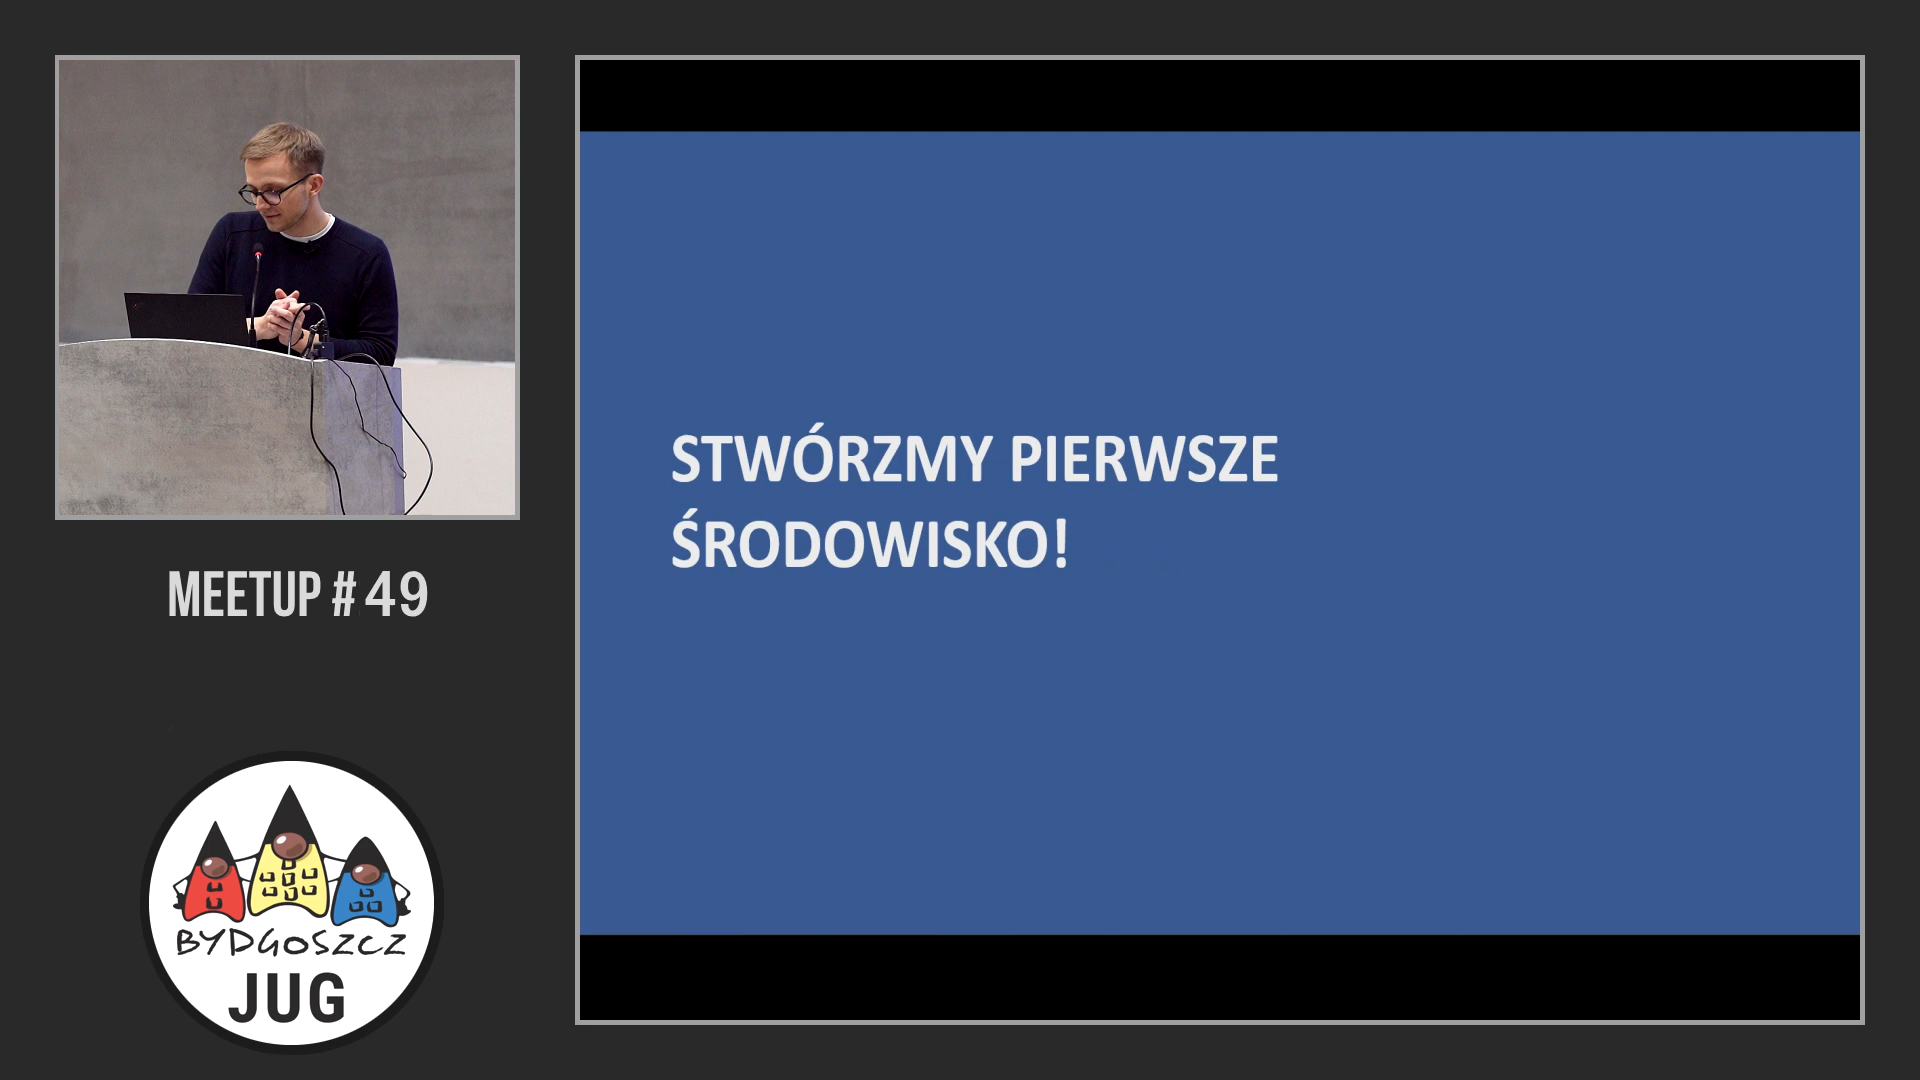 STWÓRZMY PIERWSZE
ŚRODOWISKO!
MEETUP # 49
BYDGOSZCZ
JUG